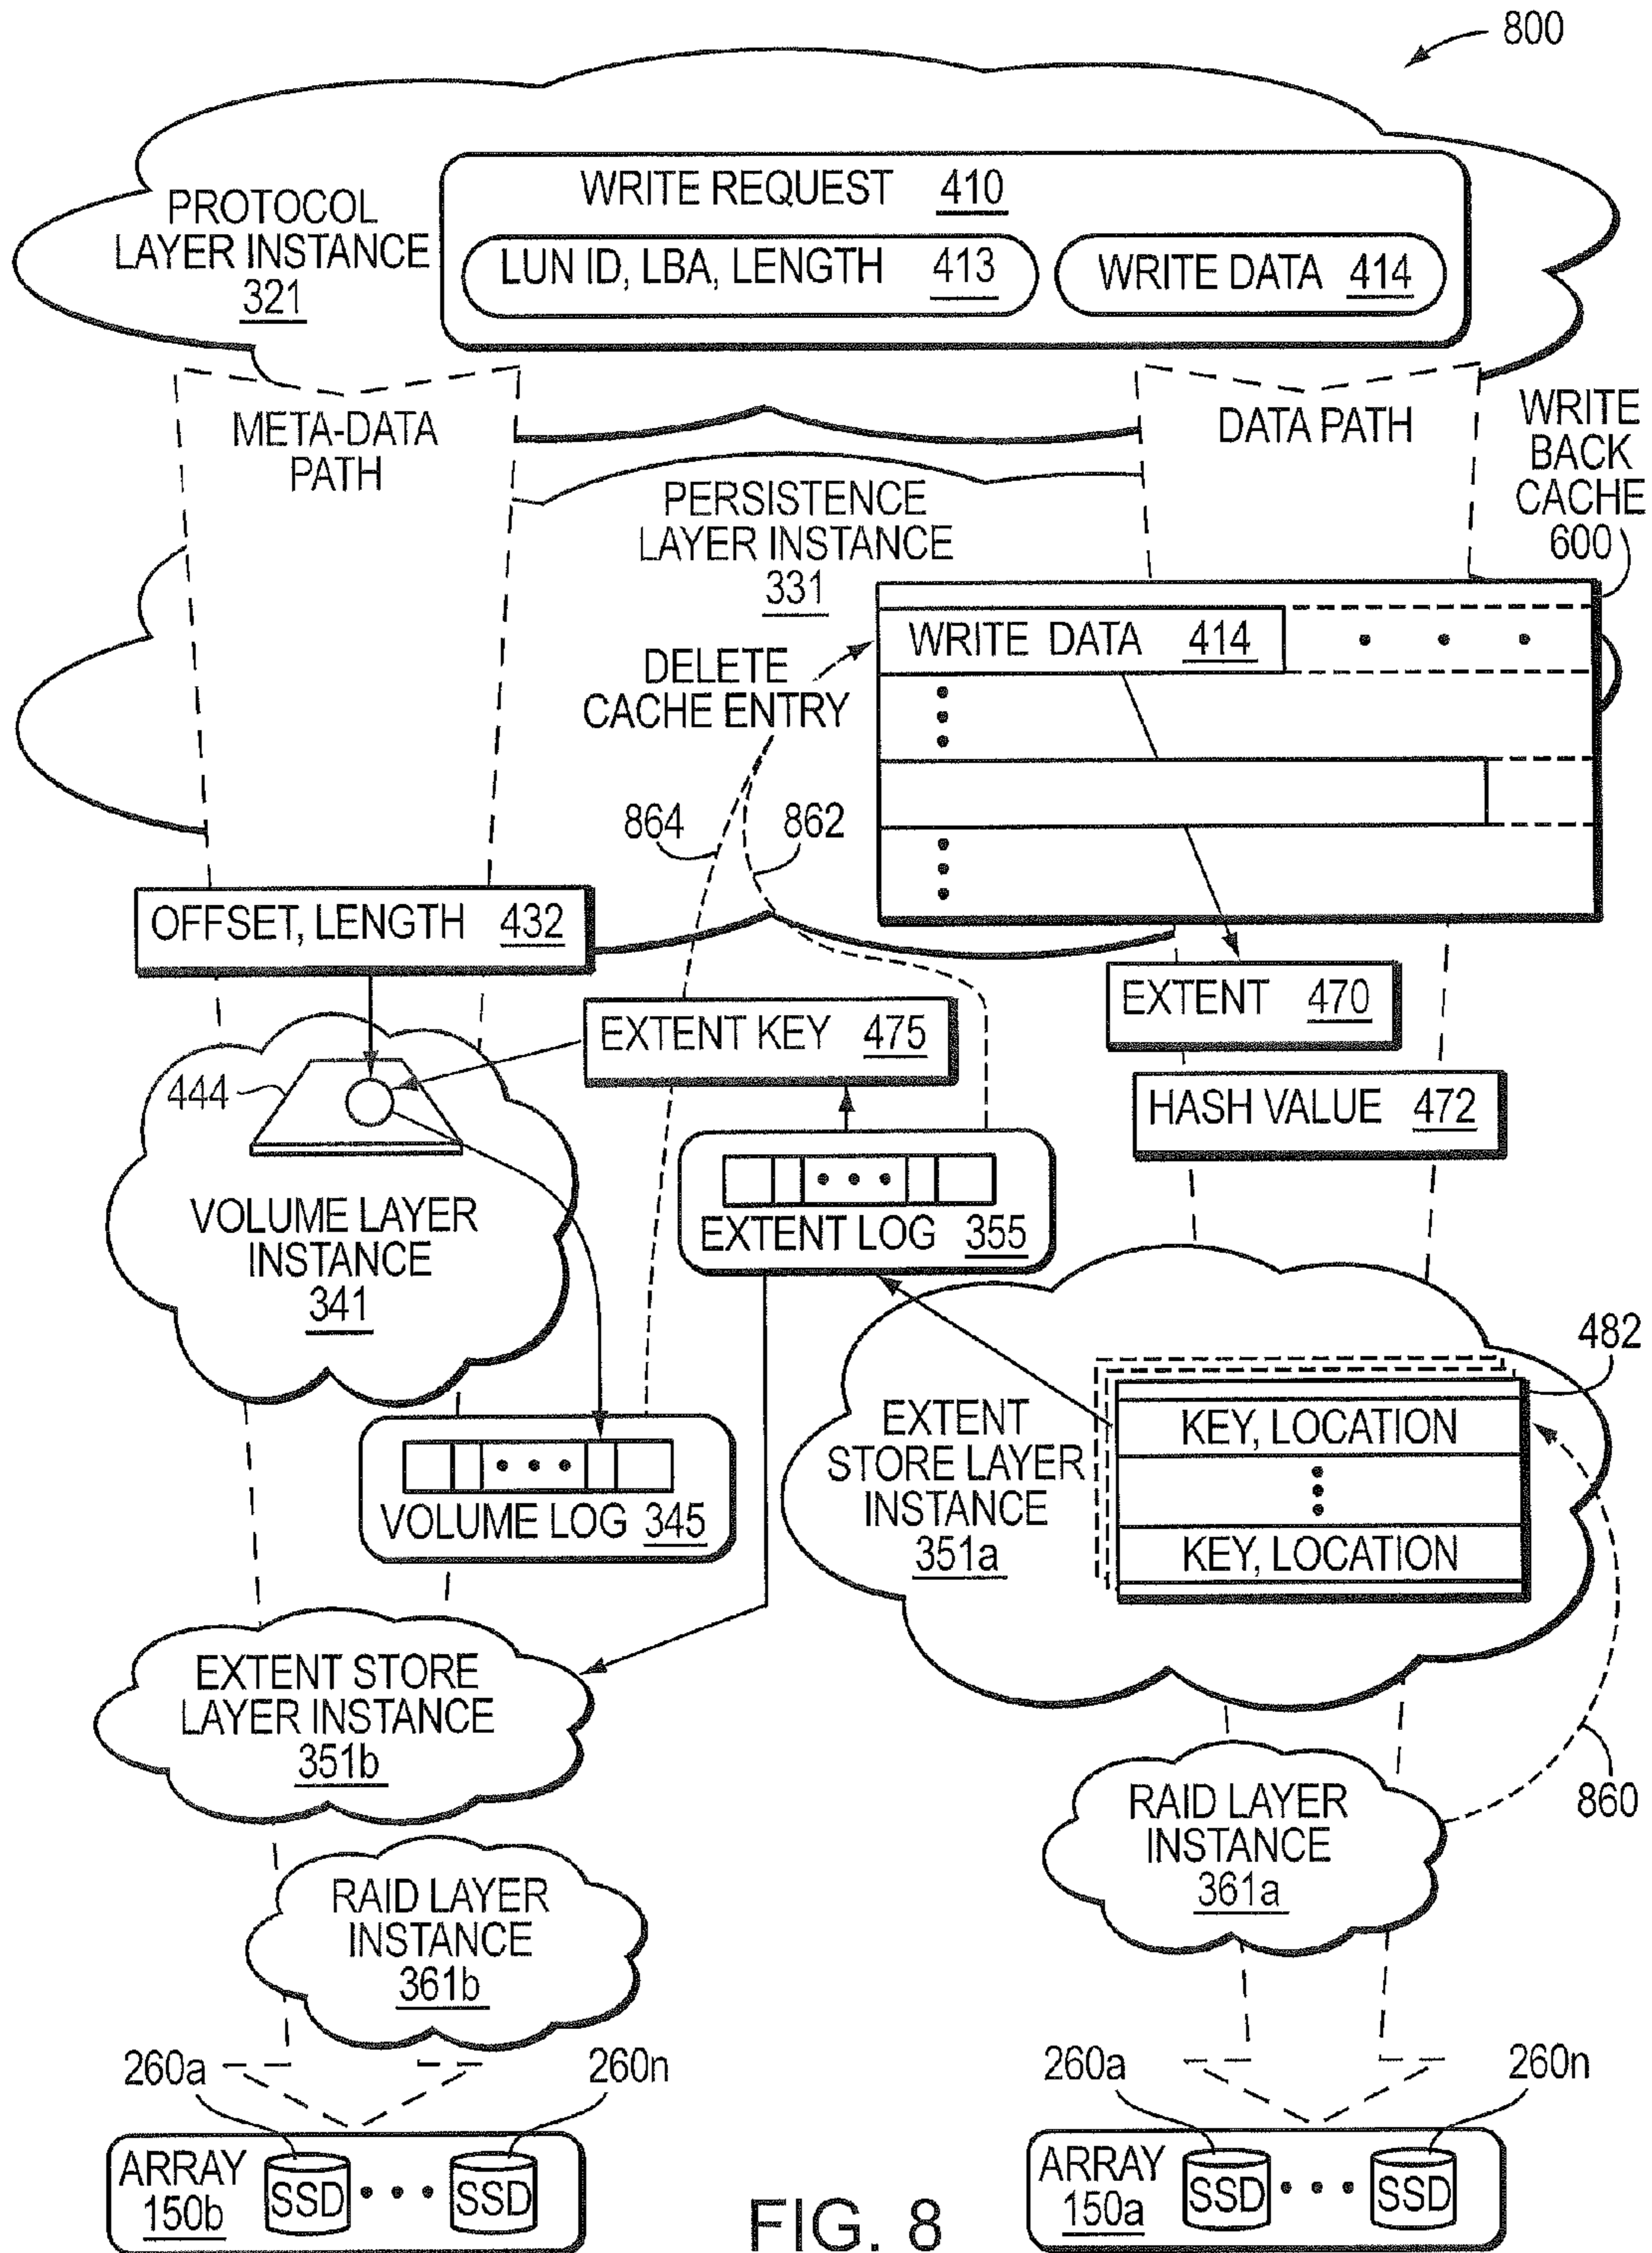 800
WRITE REQUEST 410
PROTOCOL
LAYER INSTANCE
321
LUN ID, LBA, LENGTH 413
WRITE DATA 414
META-DATA
PATH
DATA PATH
WRITE
BACK
CACHE
600
PERSISTENCE
LAYER INSTANCE
331
WRITE DATA 414
DELETE
CACHE ENTRY
864
862
OFFSET, LENGTH 432
EXTENT 470
EXTENT KEY 475
444
HASH VALUE 472
VOLUME LAYER
INSTANCE
341
EXTENT LOG 355
482
EXTENT
STORE LAYER
INSTANCE
351a
KEY, LOCATION
KEY, LOCATION
VOLUME LOG 345
EXTENT STORE
LAYER INSTANCE
351b
860
RAID LAYER
INSTANCE
361a
RAID LAYER
INSTANCE
361b
260a
260n
260a
260n
ARRAY
150b
SSD
SSD
ARRAY
150a
SSD
SSD
FIG. 8